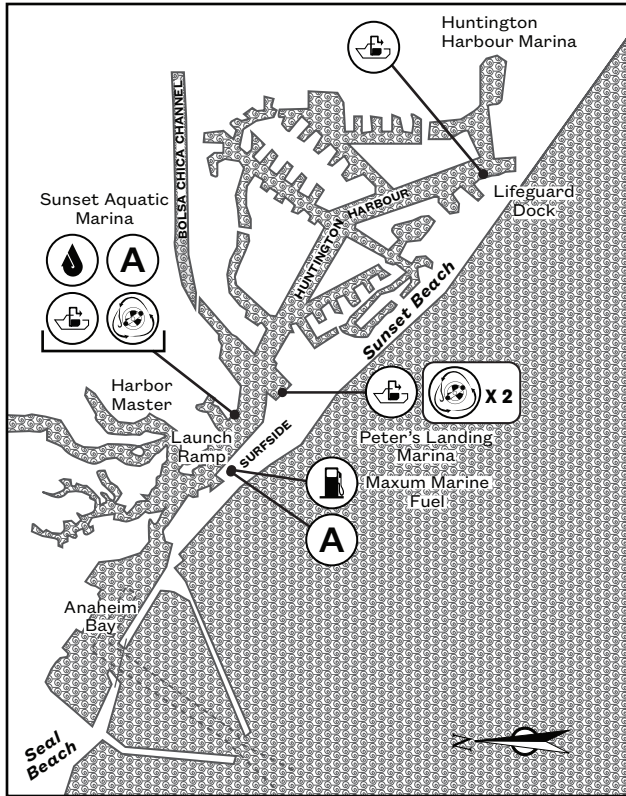 Huntington
Harbour Marina
BOLSA CHICA CHANNEL
Sunset Aquatic
Marina
A
HUNTINGTON HARBOUR
Lifeguard
Dock
Sunset Beach
Harbor
Master
Launch
Ramp
SURFSIDE
X 2
Peter's Landing
Marina
Maxum Marine
Fuel
A
Anaheim
Bay
Seal
Beach
N